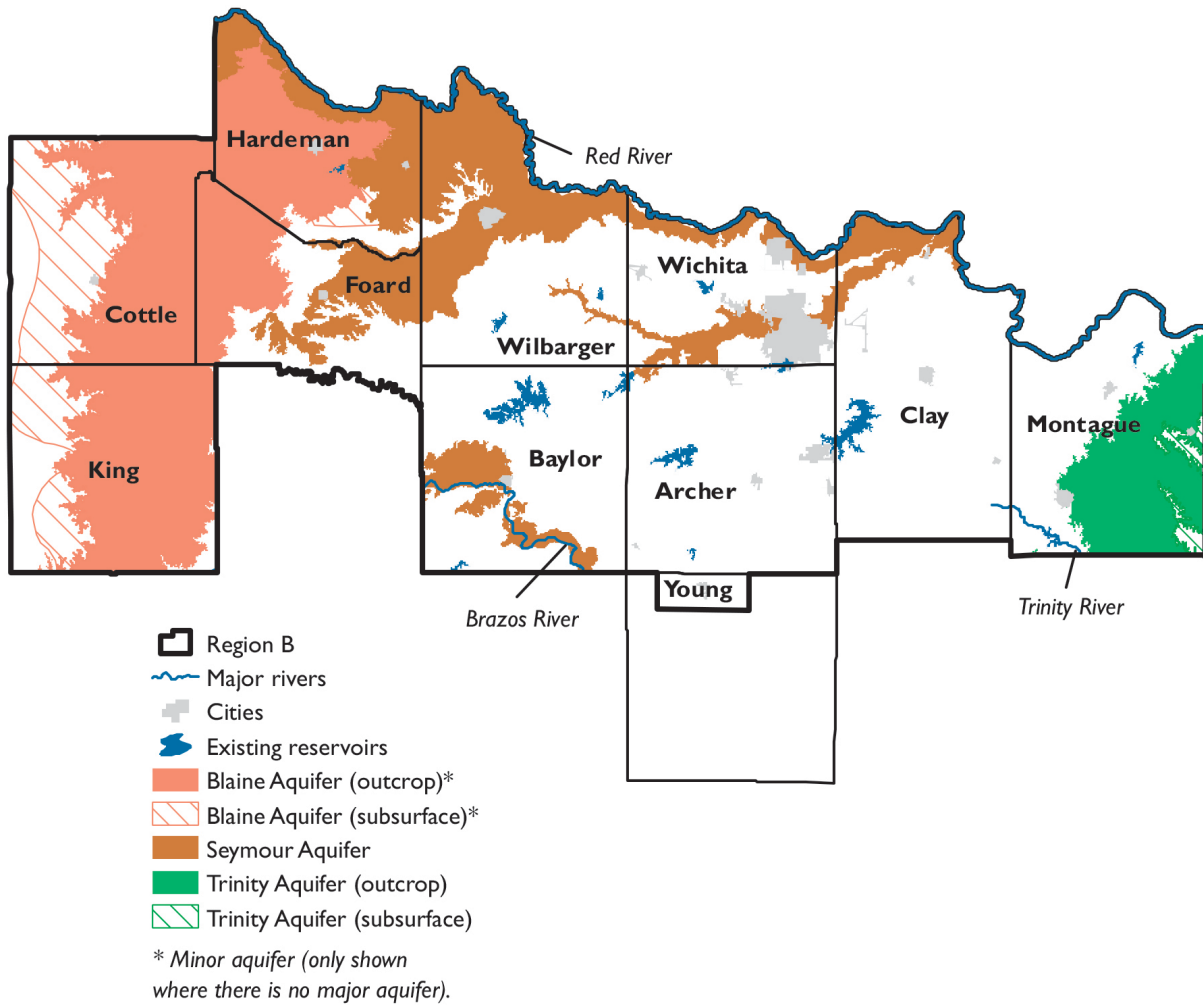 Hardeman
Red River
Wichita
Foard
Cottle
Wilbarger
Clay
Montague
Baylor
King
Archer
Young
Brazos River
Trinity River
Region B
Major rivers
Cities
Existing reservoirs
Blaine Aquifer (outcrop)*
Blaine Aquifer (subsurface)*
Seymour Aquifer
Trinity Aquifer (outcrop)
Trinity Aquifer (subsurface)
* Minor aquifer (only shown
where there is no major aquifer).